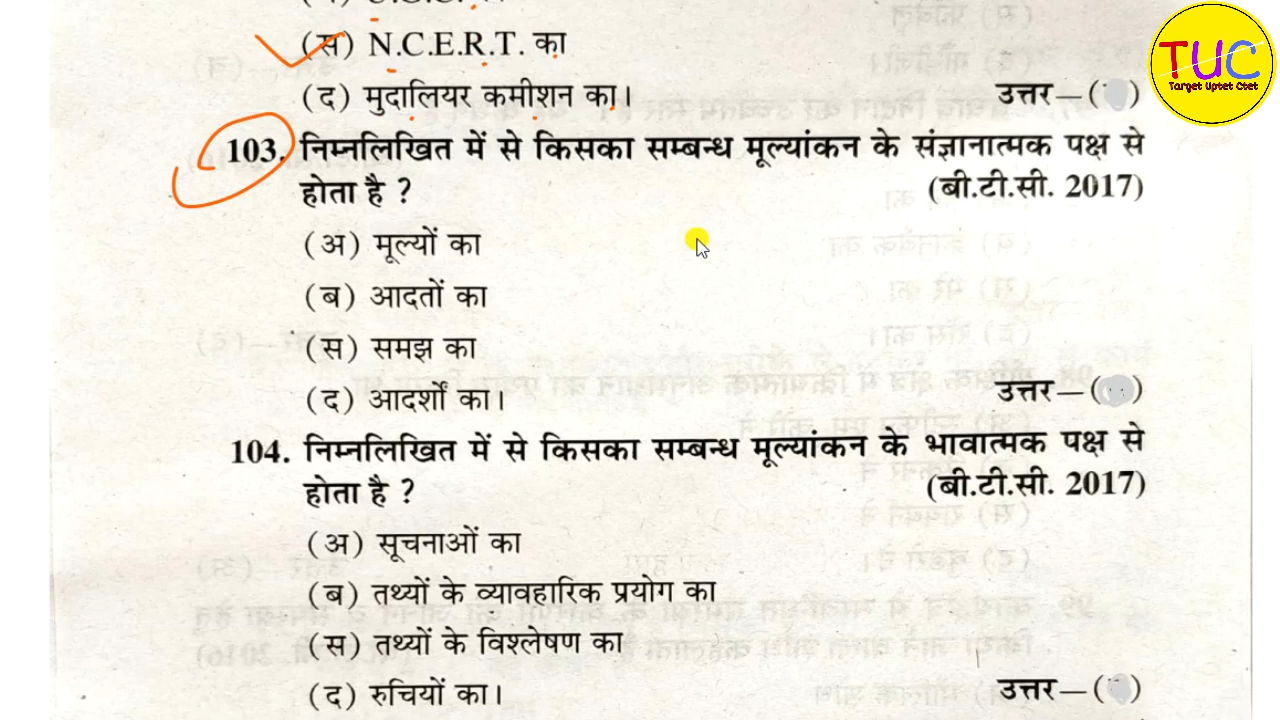 (स) N.C.E.R.T. का
(द) मुदालियर कमीशन का। उत्तर—( )
TUC
Target Uptet Ctet
103. निम्नलिखित में से किसका सम्बन्ध मूल्यांकन के संज्ञानात्मक पक्ष से
होता है ? (बी.टी.सी. 2017)
(अ) मूल्यों का
(ब) आदतों का
(स) समझ का
(द) आदर्शों का। उत्तर—( )
104. निम्नलिखित में से किसका सम्बन्ध मूल्यांकन के भावात्मक पक्ष से
होता है ? (बी.टी.सी. 2017)
(अ) सूचनाओं का
(ब) तथ्यों के व्यावहारिक प्रयोग का
(स) तथ्यों के विश्लेषण का
(द) रुचियों का। उत्तर—( )